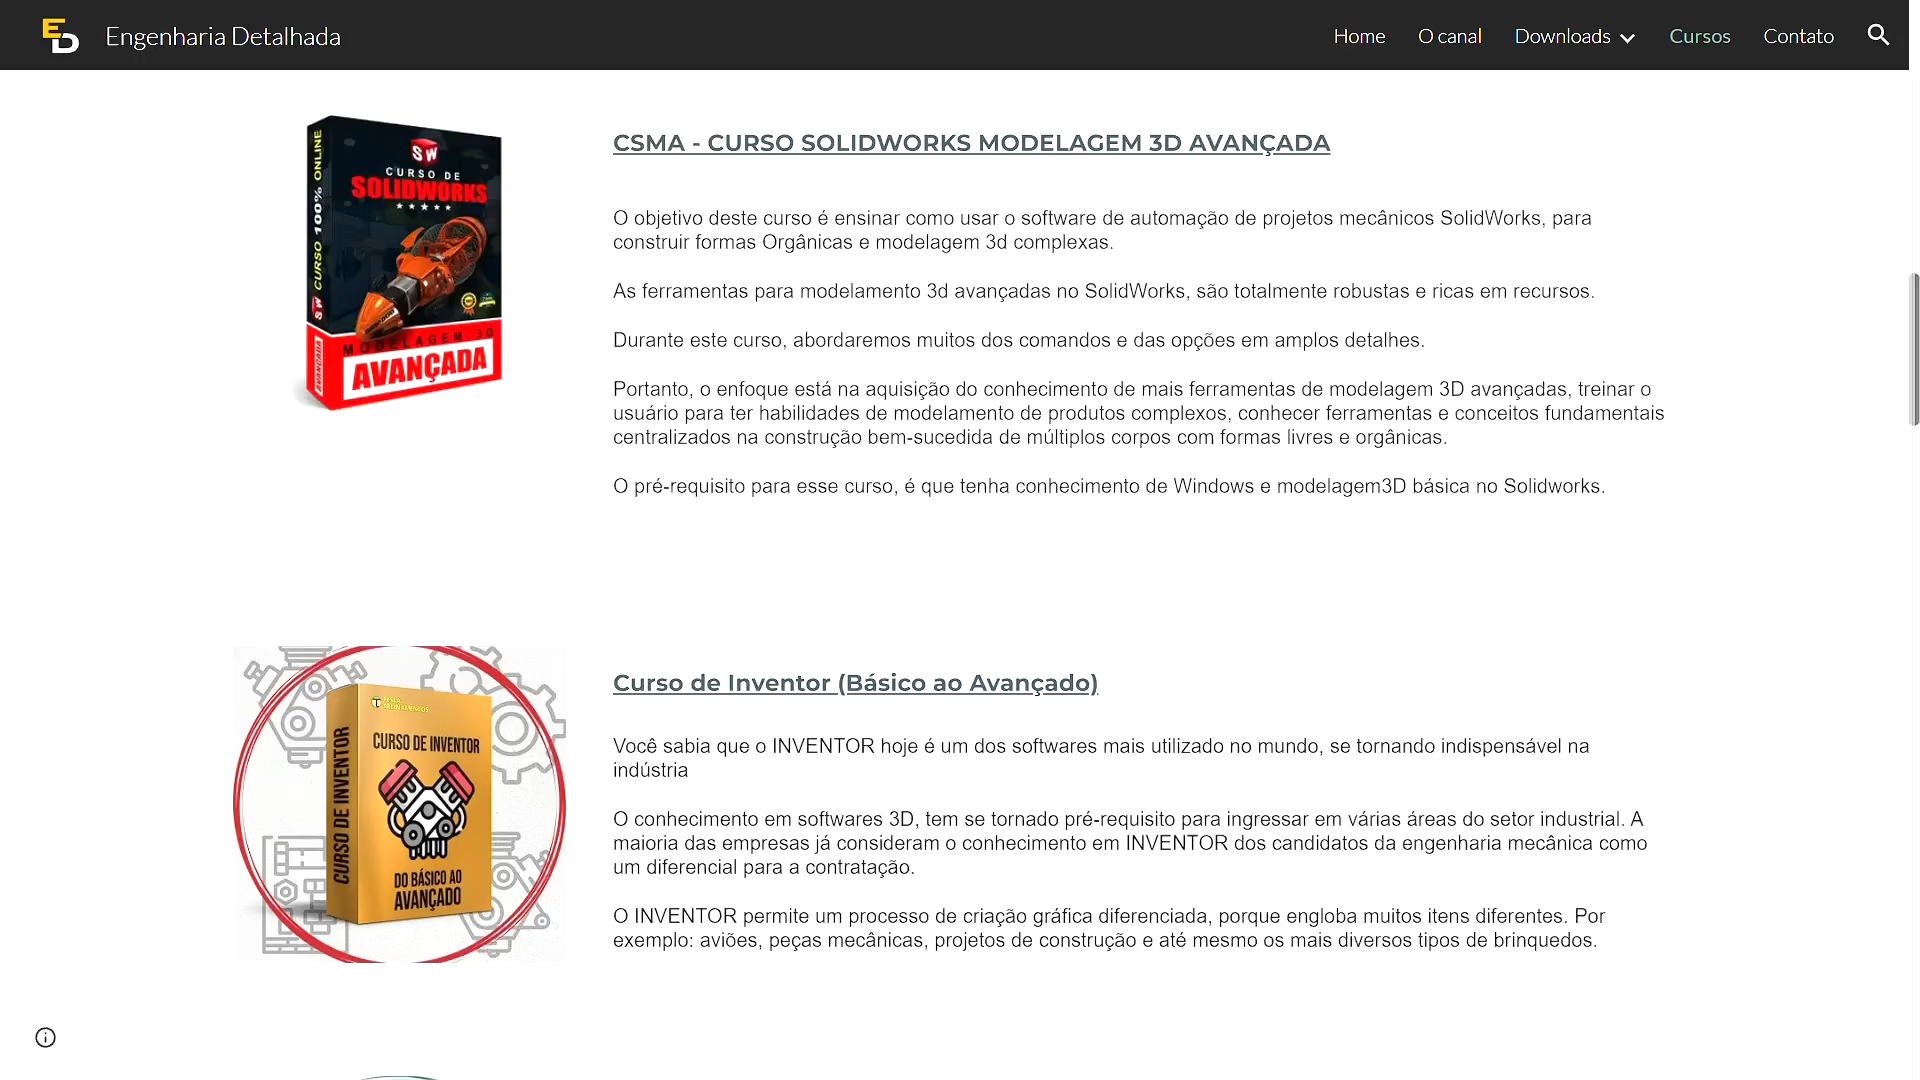 ED Engenharia Detalhada
Home O canal Downloads Cursos Contato
CURSO 100% ONLINE
SW
CURSO DE
SOLIDWORKS
MODELAGEM 3D
AVANÇADA
SW
AVANÇADA
CSMA - CURSO SOLIDWORKS MODELAGEM 3D AVANÇADA
O objetivo deste curso é ensinar como usar o software de automação de projetos mecânicos SolidWorks, para
construir formas Orgânicas e modelagem 3d complexas.
As ferramentas para modelamento 3d avançadas no SolidWorks, são totalmente robustas e ricas em recursos.
Durante este curso, abordaremos muitos dos comandos e das opções em amplos detalhes.
Portanto, o enfoque está na aquisição do conhecimento de mais ferramentas de modelagem 3D avançadas, treinar o
usuário para ter habilidades de modelamento de produtos complexos, conhecer ferramentas e conceitos fundamentais
centralizados na construção bem-sucedida de múltiplos corpos com formas livres e orgânicas.
O pré-requisito para esse curso, é que tenha conhecimento de Windows e modelagem3D básica no Solidworks.
TREINAMENTOS
CURSO DE INVENTOR
CURSO DE INVENTOR
DO BÁSICO AO
AVANÇADO
Curso de Inventor (Básico ao Avançado)
Você sabia que o INVENTOR hoje é um dos softwares mais utilizado no mundo, se tornando indispensável na
indústria
O conhecimento em softwares 3D, tem se tornado pré-requisito para ingressar em várias áreas do setor industrial. A
maioria das empresas já consideram o conhecimento em INVENTOR dos candidatos da engenharia mecânica como
um diferencial para a contratação.
O INVENTOR permite um processo de criação gráfica diferenciada, porque engloba muitos itens diferentes. Por
exemplo: aviões, peças mecânicas, projetos de construção e até mesmo os mais diversos tipos de brinquedos.